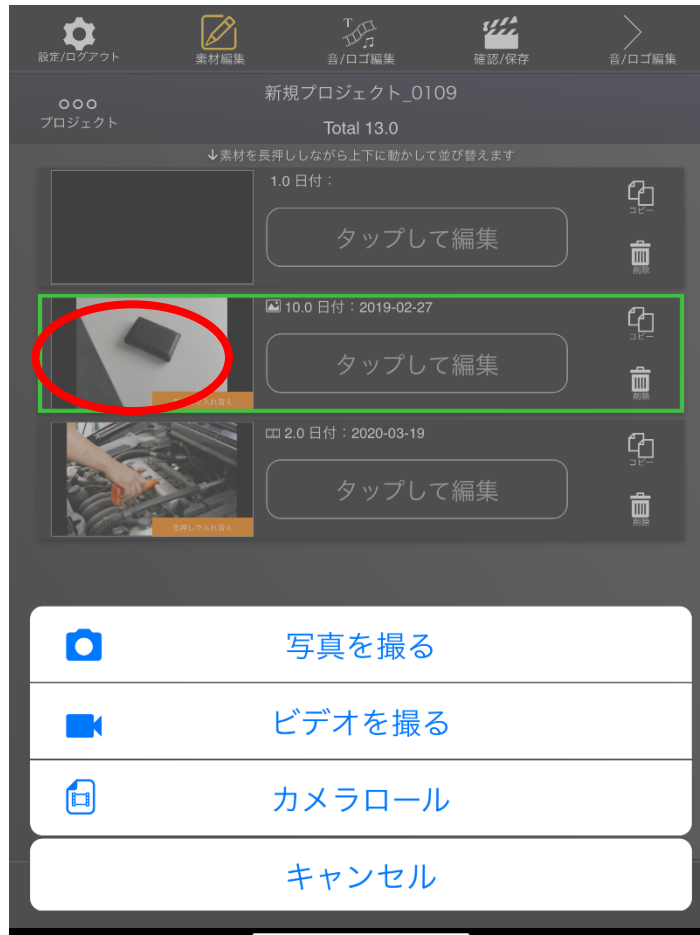 設定/ログアウト
素材編集
音/ロゴ編集
確認/保存
音/ロゴ編集
プロジェクト
新規プロジェクト_0109
Total 13.0
↓素材を長押ししながら上下に動かして並び替えます
1.0 日付：
タップして編集
コピー
削除
10.0 日付：2019-02-27
タップして編集
コピー
削除
長押しで入れ替え
2.0 日付：2020-03-19
タップして編集
コピー
削除
長押しで入れ替え
写真を撮る
ビデオを撮る
カメラロール
キャンセル